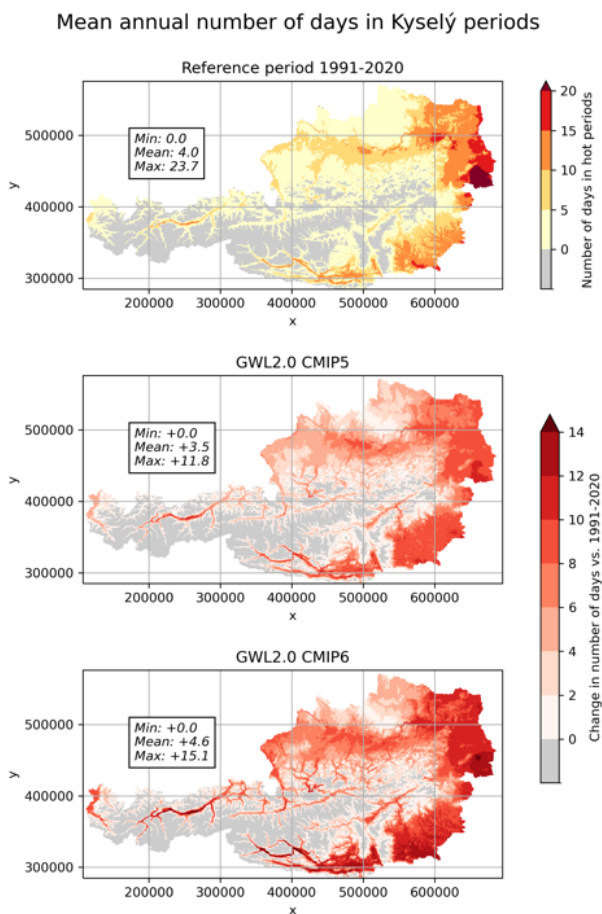 Mean annual number of days in Kyselý periods
Reference period 1991-2020
Min: 0.0
Mean: 4.0
Max: 23.7
500000
400000
300000
y
200000 300000 400000 500000 600000
x
20
15
10
5
0
Number of days in hot periods
GWL2.0 CMIP5
Min: +0.0
Mean: +3.5
Max: +11.8
500000
400000
300000
y
200000 300000 400000 500000 600000
x
GWL2.0 CMIP6
Min: +0.0
Mean: +4.6
Max: +15.1
500000
400000
300000
y
200000 300000 400000 500000 600000
x
14
12
10
8
6
4
2
0
Change in number of days vs. 1991-2020